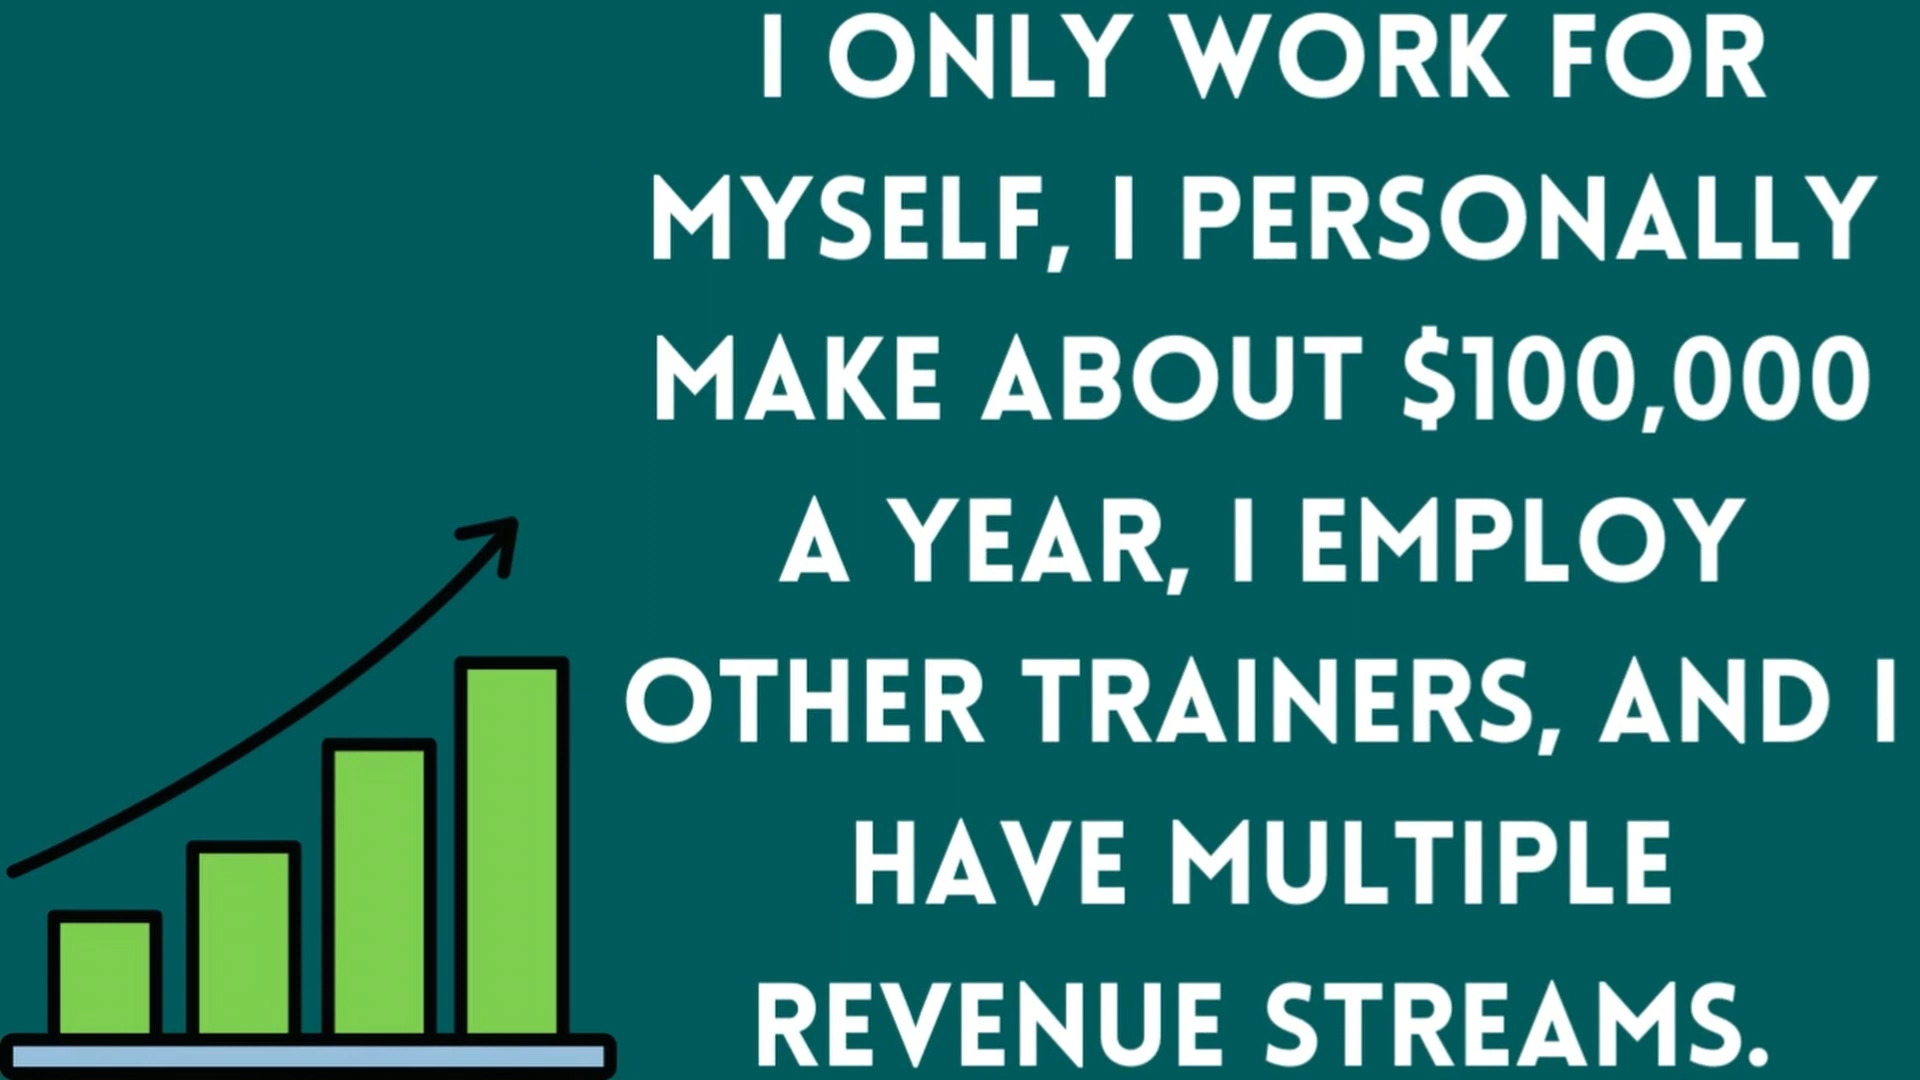 I ONLY WORK FOR
MYSELF, I PERSONALLY
MAKE ABOUT $100,000
A YEAR, I EMPLOY
OTHER TRAINERS, AND I
HAVE MULTIPLE
REVENUE STREAMS.